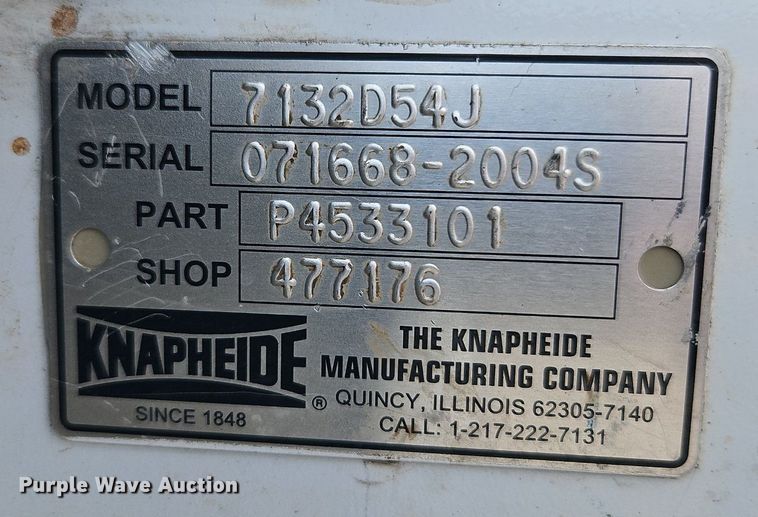 MODEL 7132D54J
SERIAL 071668-2004S
PART P4533101
SHOP 477176
KNAPHEIDE ®
SINCE 1848
THE KNAPHEIDE
MANUFACTURING COMPANY
QUINCY, ILLINOIS 62305-7140
CALL: 1-217-222-7131
Purple Wave Auction